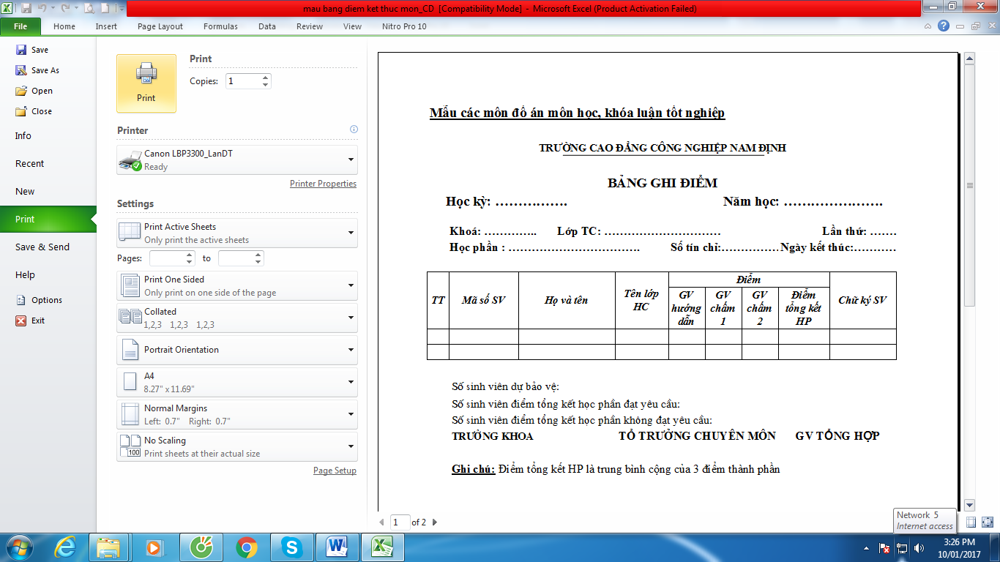 mau bang diem ket thuc mon_CD [Compatibility Mode] - Microsoft Excel (Product Activation Failed)
File Home Insert Page Layout Formulas Data Review View Nitro Pro 10
Save
Save As
Open
Close
Info
Recent
New
Print
Save & Send
Help
Options
Exit
Print
Print
Copies: 1
Printer
Canon LBP3300_LanDT
Ready
Printer Properties
Settings
Print Active Sheets
Only print the active sheets
Pages: to
Print One Sided
Only print on one side of the page
Collated
1,2,3 1,2,3 1,2,3
Portrait Orientation
A4
8.27" x 11.69"
Normal Margins
Left: 0.7" Right: 0.7"
No Scaling
100
Print sheets at their actual size
Page Setup
Mẫu các môn đồ án môn học, khóa luận tốt nghiệp
TRƯỜNG CAO ĐẲNG CÔNG NGHIỆP NAM ĐỊNH
BẢNG GHI ĐIỂM
Học kỳ: ……………. Năm học: ………………….
Khoá: ………….. Lớp TC: ………………………… Lần thứ: …….
Học phần : ……………………………. Số tín chỉ:…………… Ngày kết thúc:…………
TT Mã số SV Họ và tên Tên lớp HC Điểm Chữ ký SV
GV hướng dẫn GV chấm 1 GV chấm 2 Điểm tổng kết HP
Số sinh viên dự bảo vệ:
Số sinh viên điểm tổng kết học phần đạt yêu cầu:
Số sinh viên điểm tổng kết học phần không đạt yêu cầu:
TRƯỞNG KHOA TỔ TRƯỞNG CHUYÊN MÔN GV TỔNG HỢP
Ghi chú: Điểm tổng kết HP là trung bình cộng của 3 điểm thành phần
1 of 2
Network 5
Internet access
3:26 PM
10/01/2017